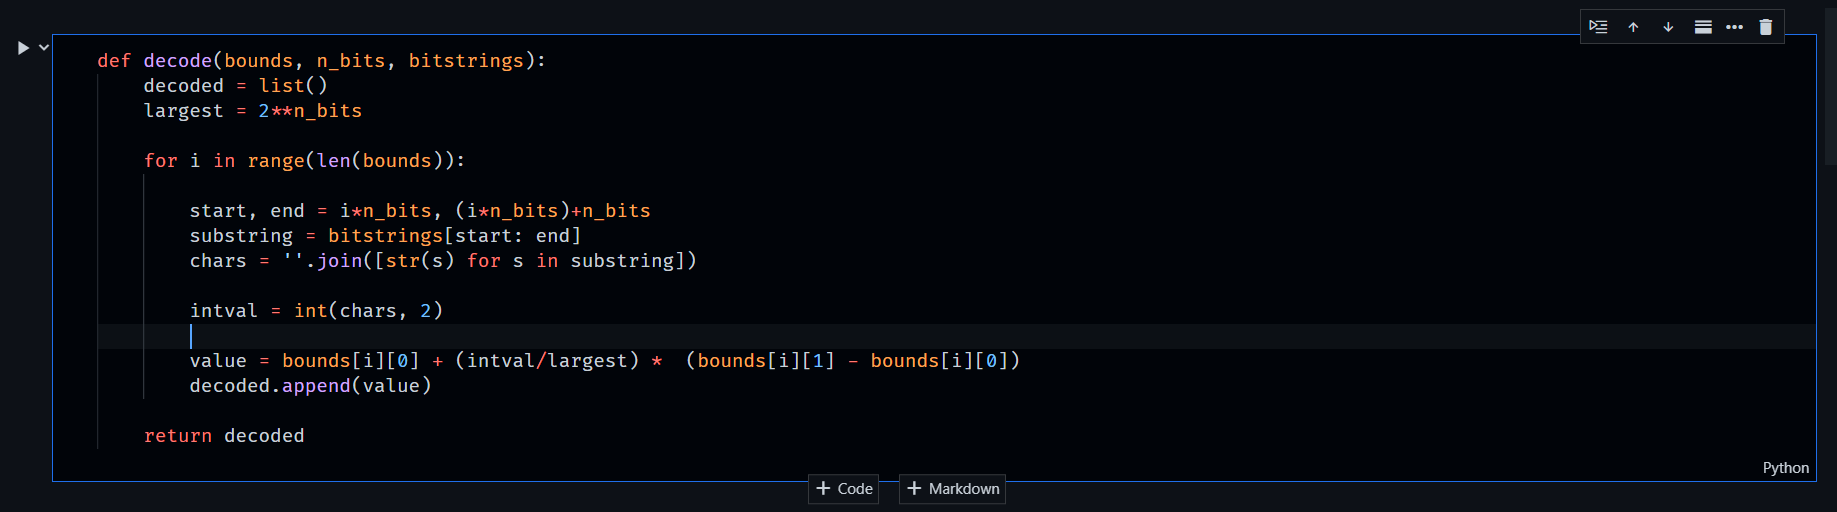 def decode(bounds, n_bits, bitstrings):
    decoded = list()
    largest = 2**n_bits
    for i in range(len(bounds)):
        start, end = i*n_bits, (i*n_bits)+n_bits
        substring = bitstrings[start: end]
        chars = ''.join([str(s) for s in substring])
        intval = int(chars, 2)
        value = bounds[i][0] + (intval/largest) *  (bounds[i][1] - bounds[i][0])
        decoded.append(value)
    return decoded
Python
+ Code + Markdown